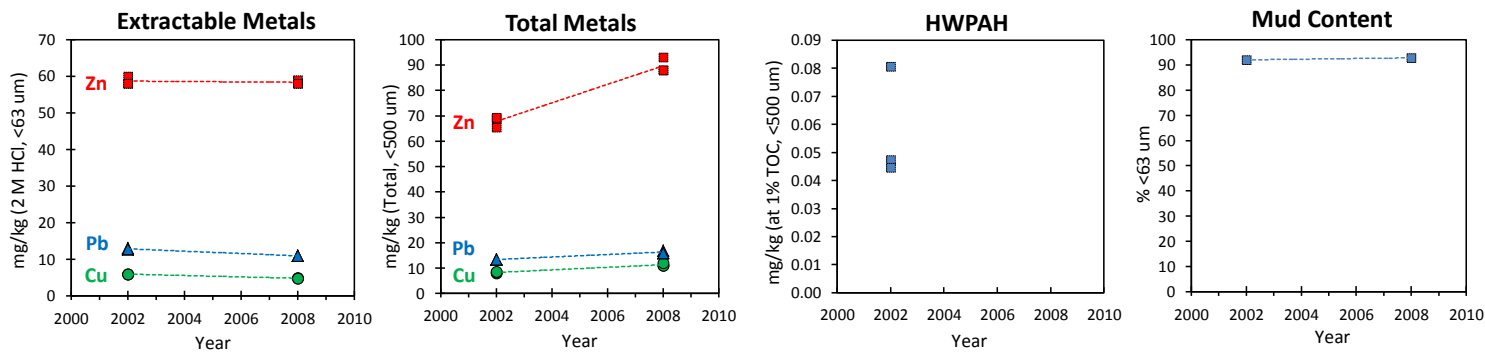 Extractable Metals
mg/kg (2 M HCl, <63 um)
70
60
50
40
30
20
10
0
Zn
Pb
Cu
2000 2002 2004 2006 2008 2010
Year
Total Metals
mg/kg (Total, <500 um)
100
90
80
70
60
50
40
30
20
10
0
Zn
Pb
Cu
2000 2002 2004 2006 2008 2010
Year
HWPAH
mg/kg (at 1% TOC, <500 um)
0.09
0.08
0.07
0.06
0.05
0.04
0.03
0.02
0.01
0.00
2000 2002 2004 2006 2008 2010
Year
Mud Content
% <63 um
100
90
80
70
60
50
40
30
20
10
0
2000 2002 2004 2006 2008 2010
Year